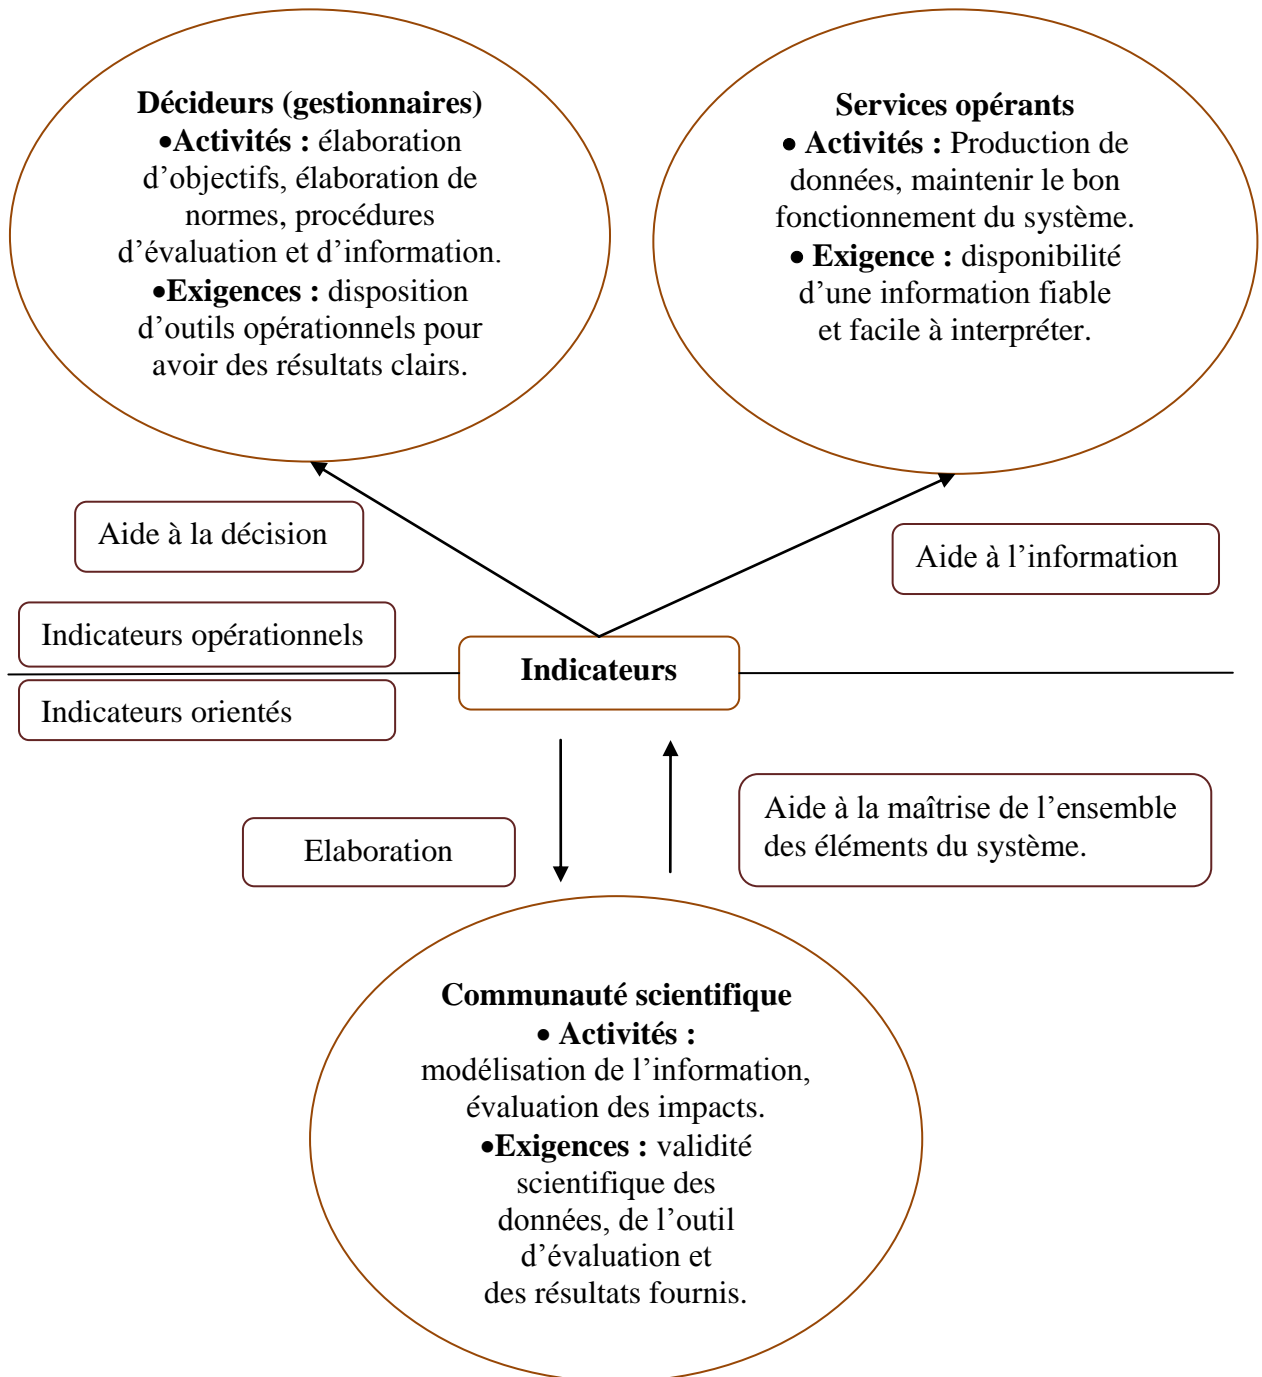 Décideurs (gestionnaires)
•Activités : élaboration
d’objectifs, élaboration de
normes, procédures
d’évaluation et d’information.
•Exigences : disposition
d’outils opérationnels pour
avoir des résultats clairs.
Services opérants
• Activités : Production de
données, maintenir le bon
fonctionnement du système.
• Exigence : disponibilité
d’une information fiable
et facile à interpréter.
Aide à la décision
Aide à l’information
Indicateurs opérationnels
Indicateurs
Indicateurs orientés
Elaboration
Aide à la maîtrise de l’ensemble
des éléments du système.
Communauté scientifique
• Activités :
modélisation de l’information,
évaluation des impacts.
•Exigences : validité
scientifique des
données, de l’outil
d’évaluation et
des résultats fournis.